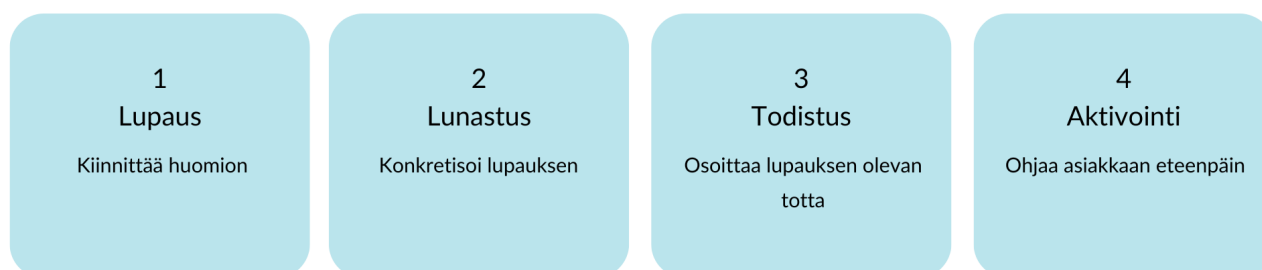 1
Lupaus
Kiinnittää huomion
2
Lunastus
Konkretisoi lupauksen
3
Todistus
Osoittaa lupauksen olevan
totta
4
Aktivointi
Ohjaa asiakkaan eteenpäin